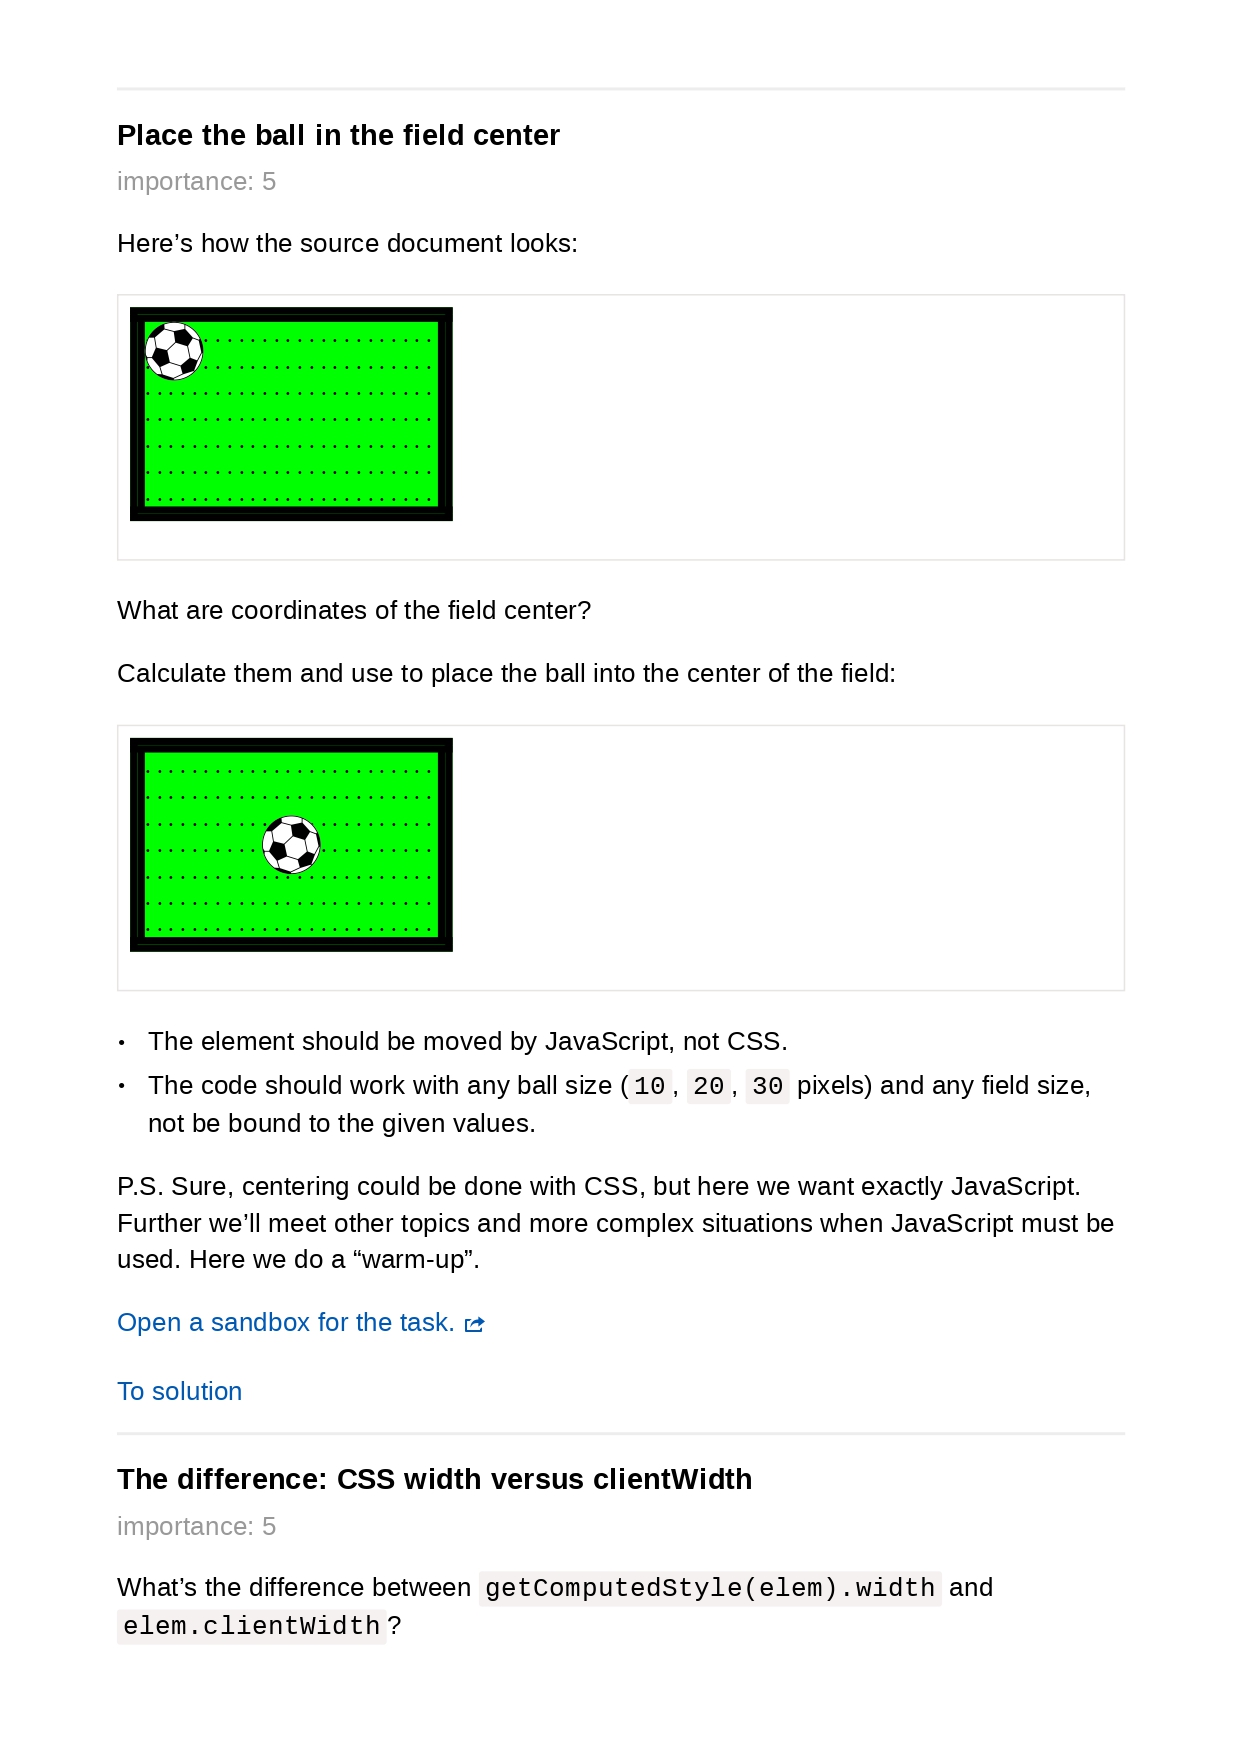 Place the ball in the field center
importance: 5
Here’s how the source document looks:
What are coordinates of the field center?
Calculate them and use to place the ball into the center of the field:
• The element should be moved by JavaScript, not CSS.
• The code should work with any ball size (10, 20, 30 pixels) and any field size,
not be bound to the given values.
P.S. Sure, centering could be done with CSS, but here we want exactly JavaScript.
Further we’ll meet other topics and more complex situations when JavaScript must be
used. Here we do a “warm-up”.
Open a sandbox for the task.
To solution
The difference: CSS width versus clientWidth
importance: 5
What’s the difference between getComputedStyle(elem).width and
elem.clientWidth?